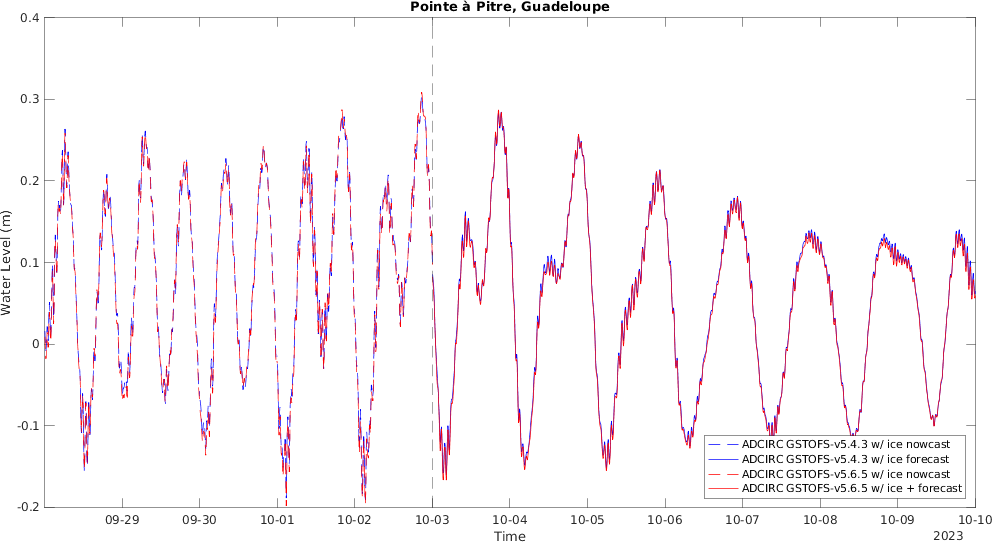 Pointe à Pitre, Guadeloupe
0.4
0.3
0.2
0.1
0
-0.1
-0.2
Water Level (m)
ADCIRC GSTOFS-v5.4.3 w/ ice nowcast
ADCIRC GSTOFS-v5.4.3 w/ ice forecast
ADCIRC GSTOFS-v5.6.5 w/ ice nowcast
ADCIRC GSTOFS-v5.6.5 w/ ice + forecast
09-29 09-30 10-01 10-02 10-03 10-04 10-05 10-06 10-07 10-08 10-09 10-10
Time
2023